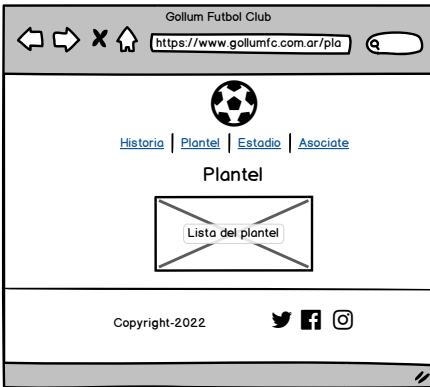 Gollum Futbol Club
https://www.gollumfc.com.ar/pla
Historia | Plantel | Estadio | Asociate
Plantel
Lista del plantel
Copyright-2022